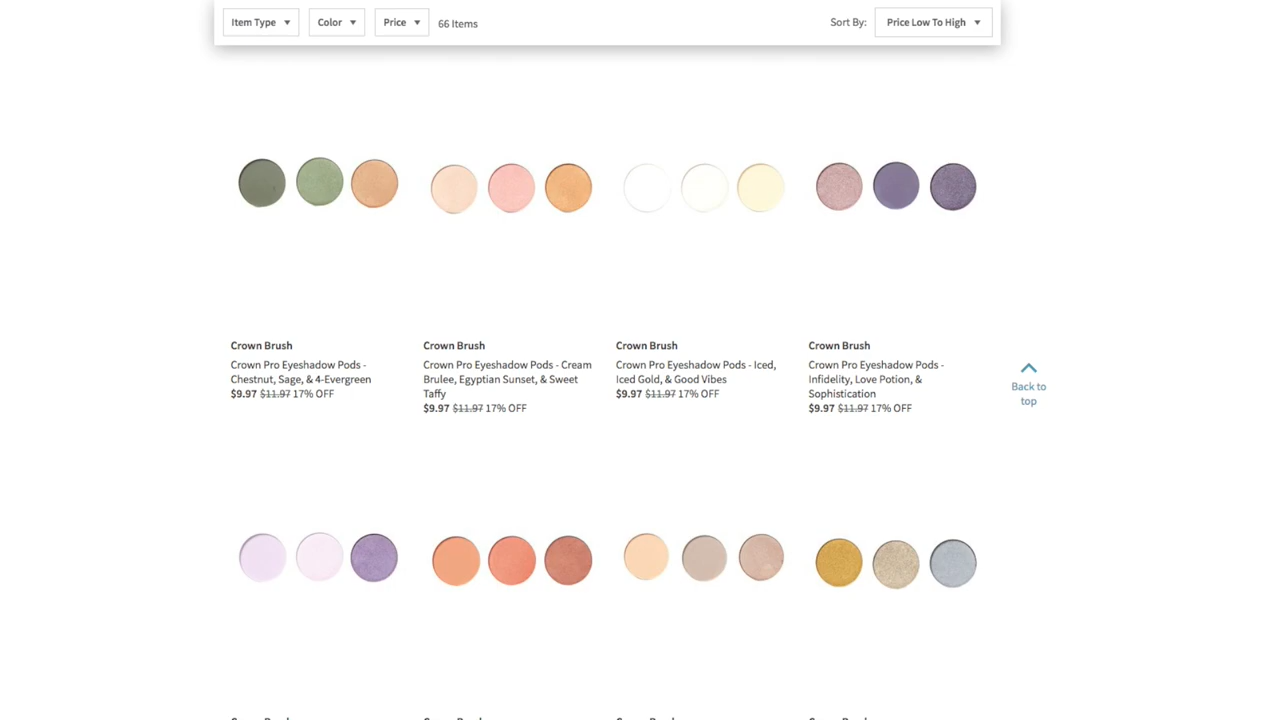 Item Type
Color
Price
66 Items
Sort By:
Price Low To High
Crown Brush
Crown Pro Eyeshadow Pods -
Chestnut, Sage, & 4-Evergreen
$9.97 $11.97 17% OFF
Crown Brush
Crown Pro Eyeshadow Pods - Cream
Brulee, Egyptian Sunset, & Sweet
Taffy
$9.97 $11.97 17% OFF
Crown Brush
Crown Pro Eyeshadow Pods - Iced,
Iced Gold, & Good Vibes
$9.97 $11.97 17% OFF
Crown Brush
Crown Pro Eyeshadow Pods -
Infidelity, Love Potion, &
Sophistication
$9.97 $11.97 17% OFF
Back to
top